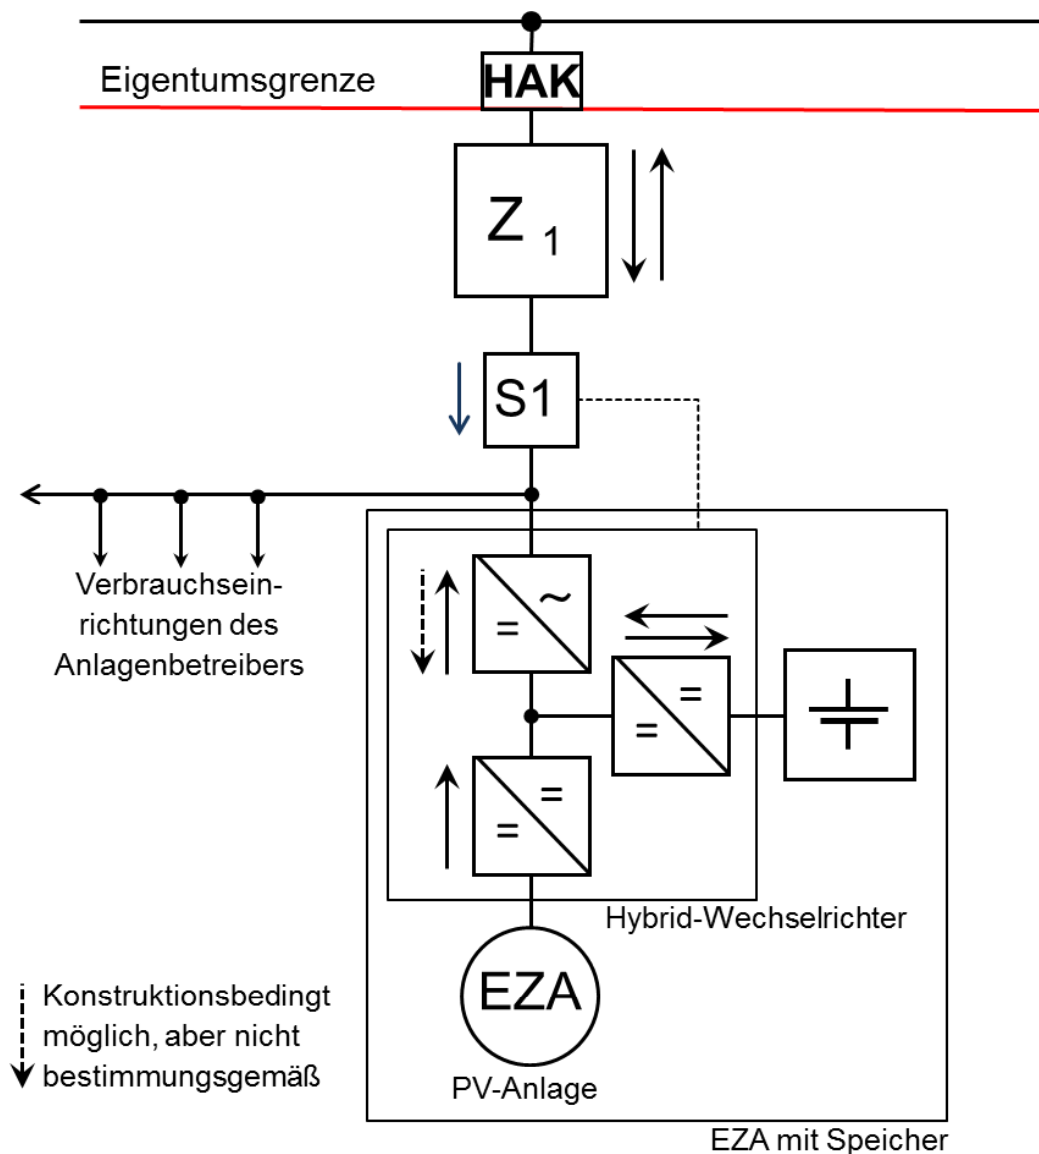 Eigentumsgrenze
HAK
Z 1
S1
Verbrauchsein-
richtungen des
Anlagenbetreibers
~
=
=
=
=
=
Hybrid-Wechselrichter
EZA
PV-Anlage
Konstruktionsbedingt
möglich, aber nicht
bestimmungsgemäß
EZA mit Speicher